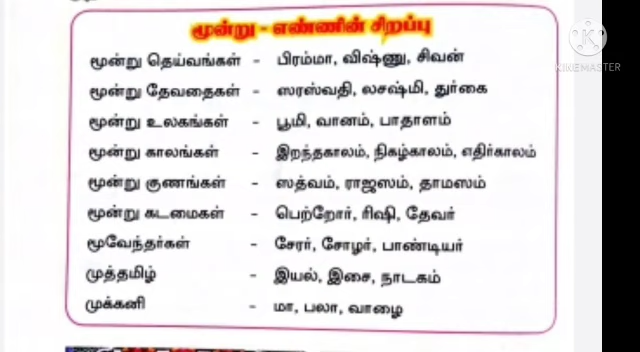 மூன்று - எண்ணின் சிறப்பு
மூன்று தெய்வங்கள் - பிரம்மா, விஷ்ணு, சிவன்
மூன்று தேவதைகள் - ஸரஸ்வதி, லசஷ்மி, துர்கை
மூன்று உலகங்கள் - பூமி, வானம், பாதாளம்
மூன்று காலங்கள் - இறந்தகாலம், நிகழ்காலம், எதிர்காலம்
மூன்று குணங்கள் - ஸத்வம், ராஜஸம், தாமஸம்
மூன்று கடமைகள் - பெற்றோர், ரிஷி, தேவர்
மூவேந்தர்கள் - சேரர், சோழர், பாண்டியர்
முத்தமிழ் - இயல், இசை, நாடகம்
முக்கனி - மா, பலா, வாழை
KINEMASTER